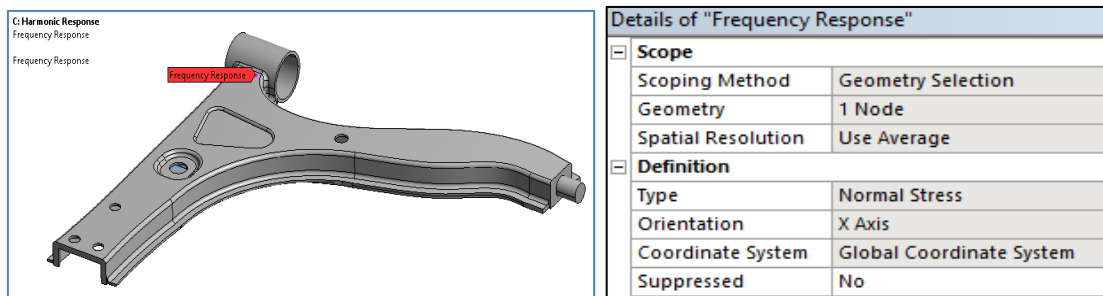 C: Harmonic Response
Frequency Response
Frequency Response
Frequency Response
Details of "Frequency Response"
Scope
Scoping Method Geometry Selection
Geometry 1 Node
Spatial Resolution Use Average
Definition
Type Normal Stress
Orientation X Axis
Coordinate System Global Coordinate System
Suppressed No